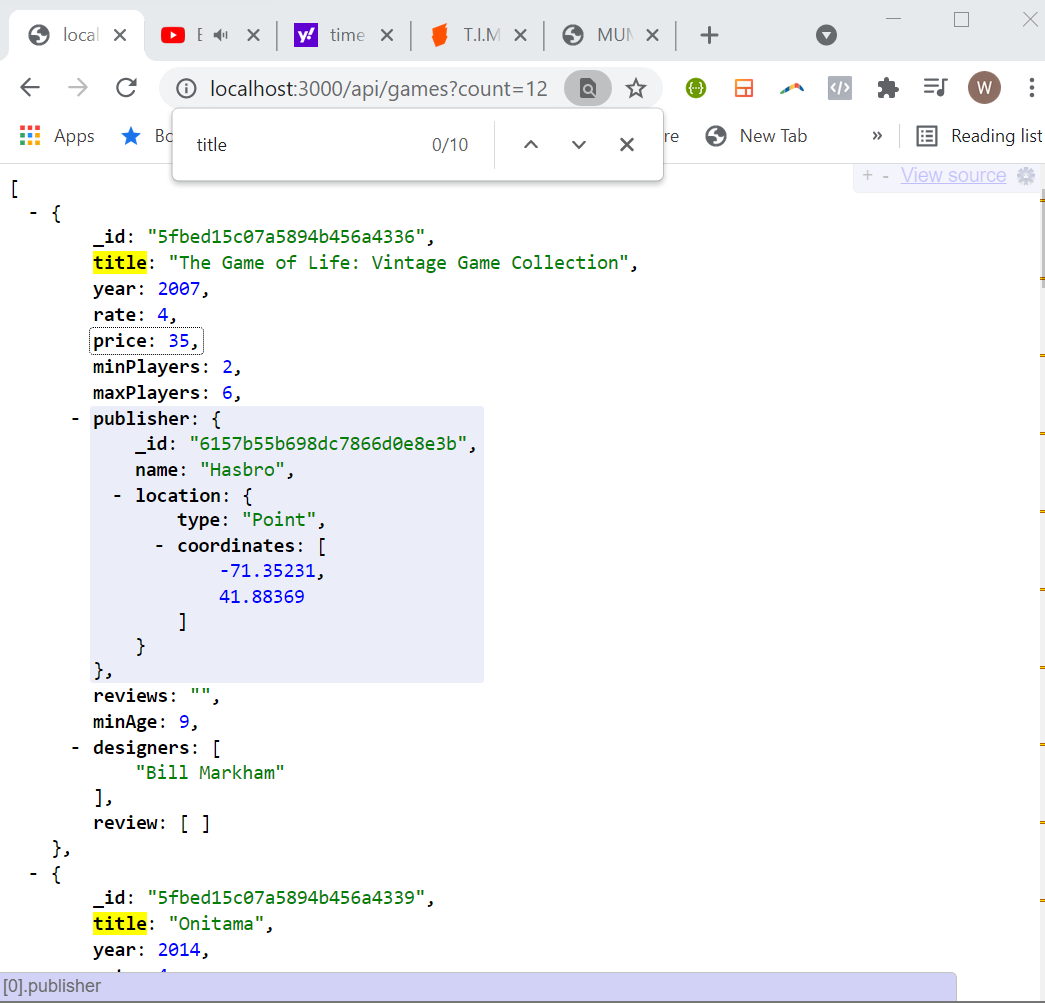 local
E
time
T.I.M
MUM
localhost:3000/api/games?count=12
W
Apps
Bo
re
New Tab
»
Reading list
title 0/10
+ - View source
[
- {
_id: "5fbed15c07a5894b456a4336",
title: "The Game of Life: Vintage Game Collection",
year: 2007,
rate: 4,
price: 35,
minPlayers: 2,
maxPlayers: 6,
- publisher: {
_id: "6157b55b698dc7866d0e8e3b",
name: "Hasbro",
- location: {
type: "Point",
- coordinates: [
-71.35231,
41.88369
]
}
},
reviews: "",
minAge: 9,
- designers: [
"Bill Markham"
],
review: [ ]
},
- {
_id: "5fbed15c07a5894b456a4339",
title: "Onitama",
year: 2014,
[0].publisher